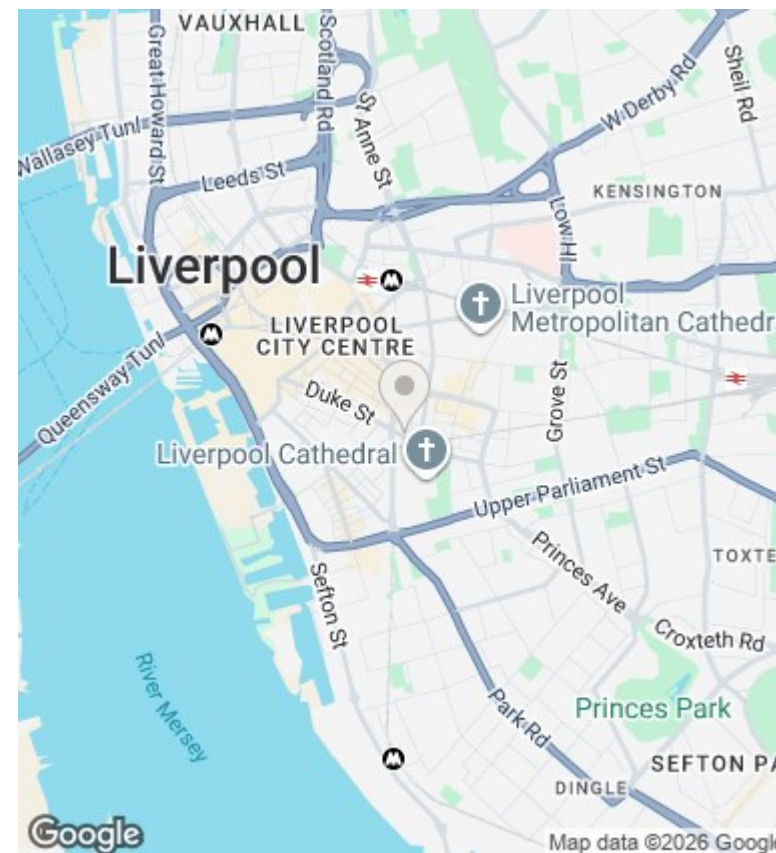 VAUXHALL
Great Howard St
Scotland Rd
St Anne St
Sheil Rd
W Derby Rd
Wallasey Tunl
Leeds St
KENSINGTON
Low Hill
Liverpool
Liverpool
Metropolitan Cathedr
LIVERPOOL
CITY CENTRE
Queensway Tunl
Duke St
Grove St
Liverpool Cathedral
Upper Parliament St
Princes Ave
TOXTE
Sefton St
Croxteth Rd
River Mersey
Park Rd
Princes Park
SEFTON PA
DINGLE
Google
Map data ©2026 Google